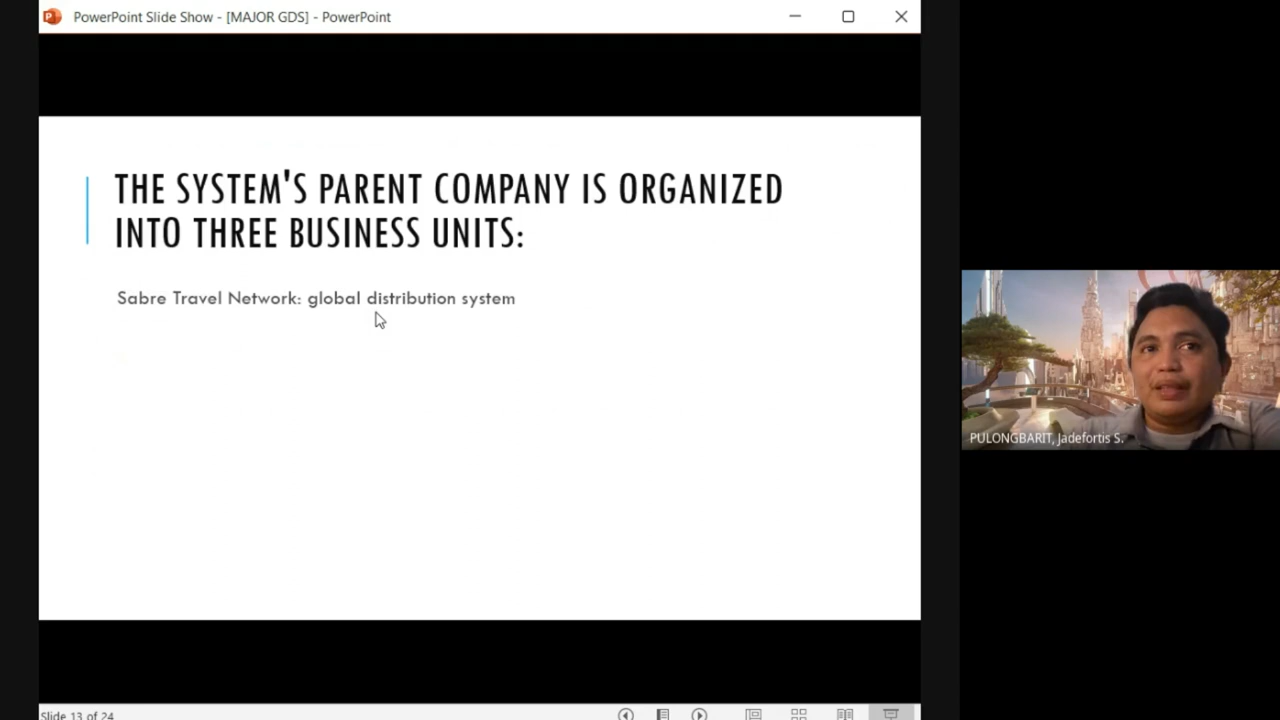 PowerPoint Slide Show - [MAJOR GDS] - PowerPoint
THE SYSTEM'S PARENT COMPANY IS ORGANIZED
INTO THREE BUSINESS UNITS:
Sabre Travel Network: global distribution system
PULONGBARIT, Jadefortis S.
Slide 13 of 24